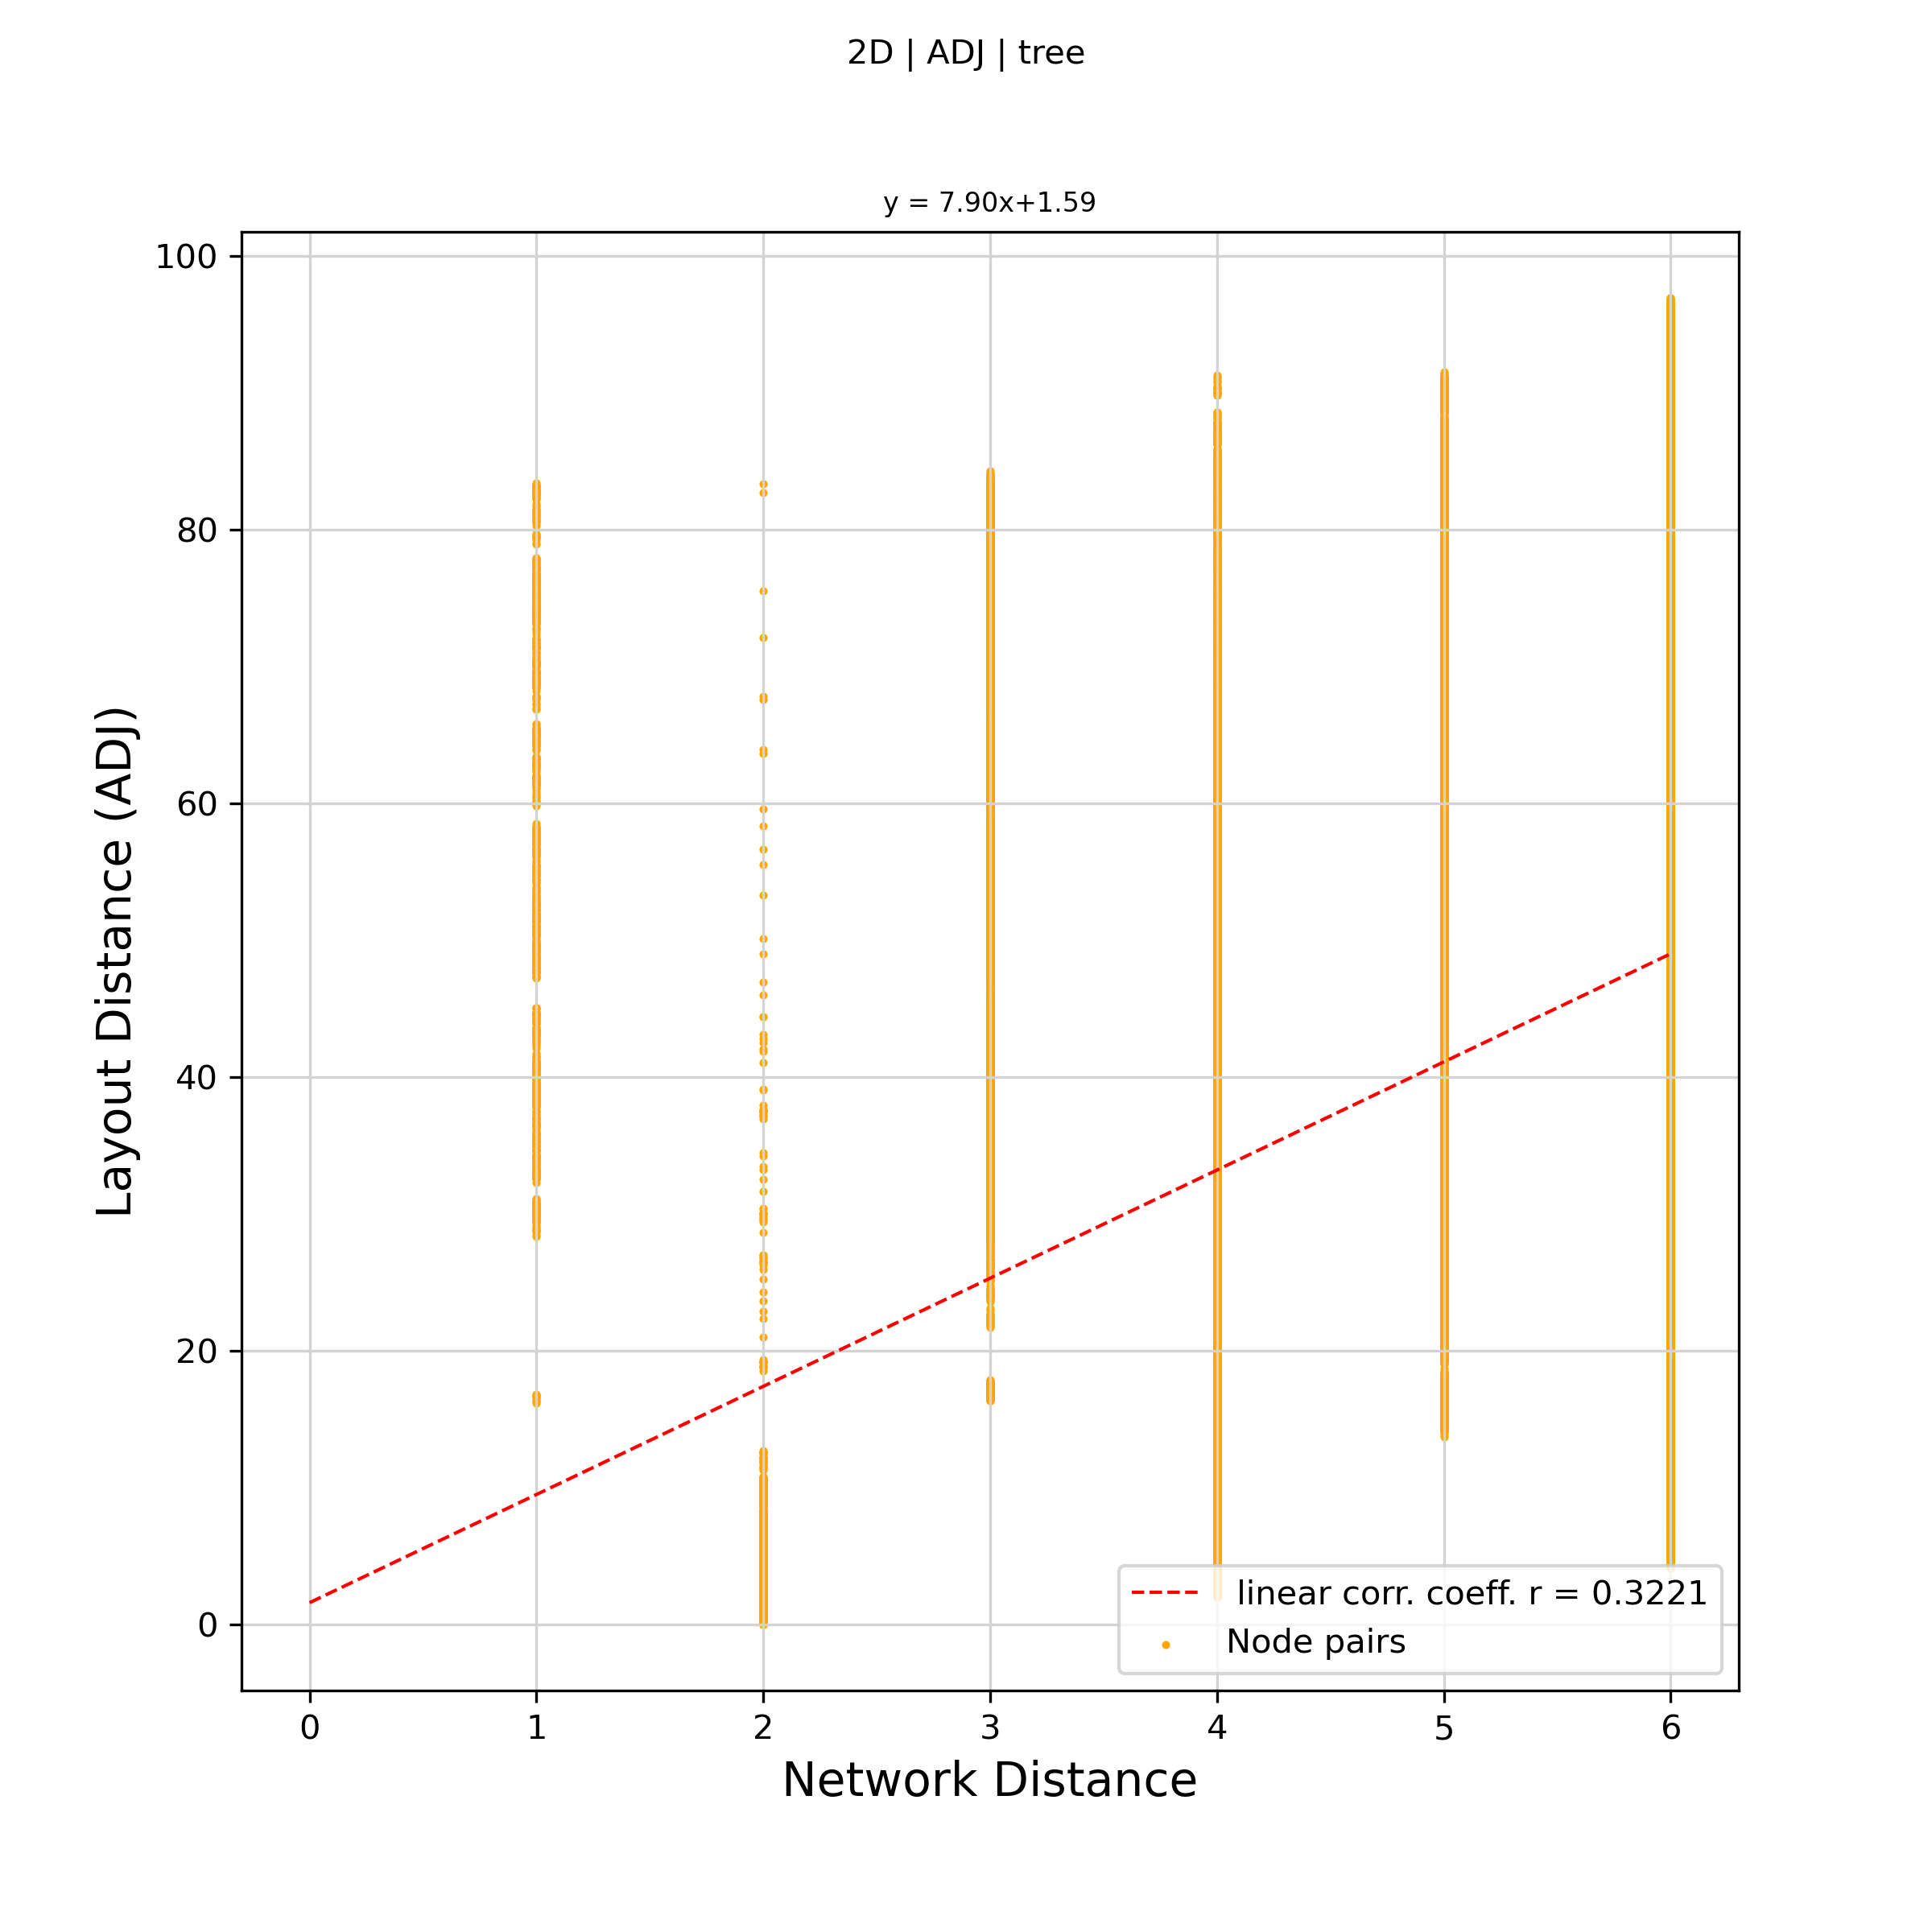 2D | ADJ | tree
y = 7.90x+1.59
100
80
60
40
20
0
Layout Distance (ADJ)
linear corr. coeff. r = 0.3221
Node pairs
0 1 2 3 4 5 6
Network Distance